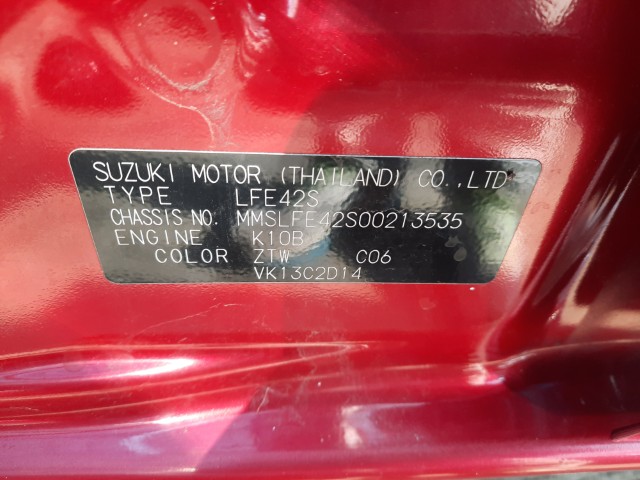 SUZUKI MOTOR (THAILAND) CO.,LTD
TYPE LFE42S
CHASSIS NO. MMSLFE42S00213535
ENGINE K10B
COLOR ZTW C06
VK13C2D14